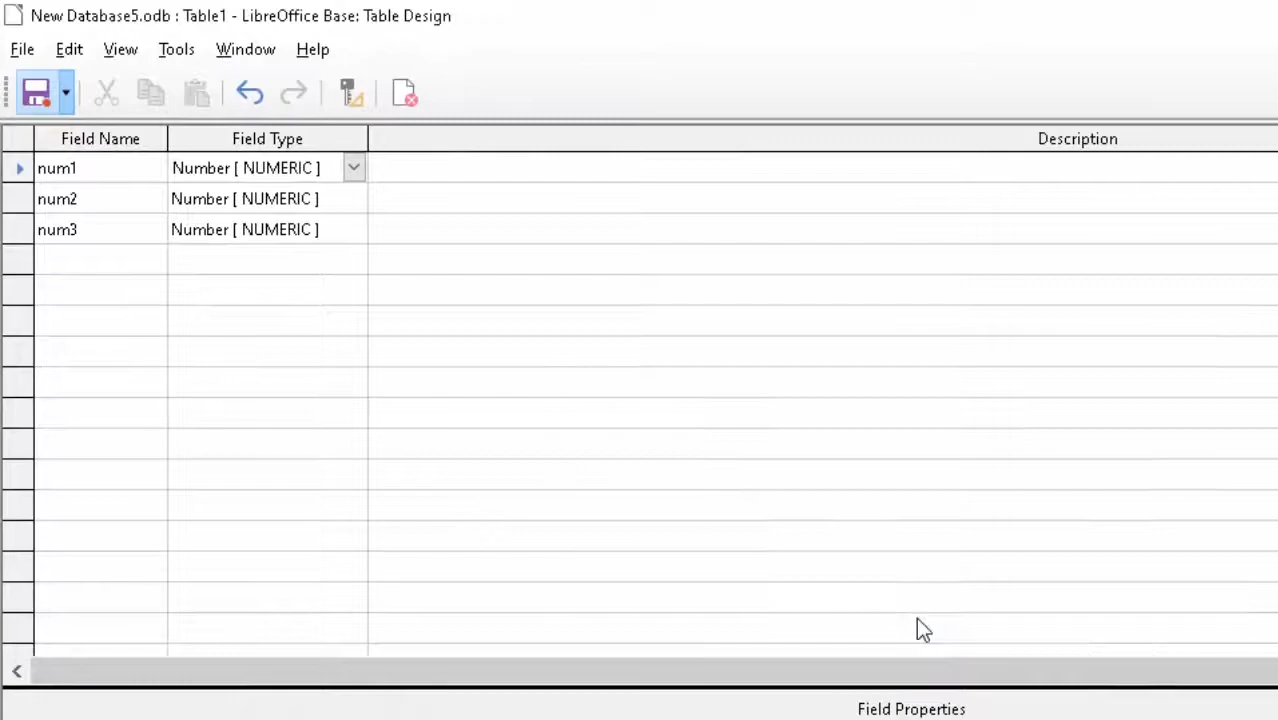 New Database5.odb : Table1 - LibreOffice Base: Table Design
File Edit View Tools Window Help
Field Name Field Type Description
num1 Number [ NUMERIC ]
num2 Number [ NUMERIC ]
num3 Number [ NUMERIC ]
Field Properties